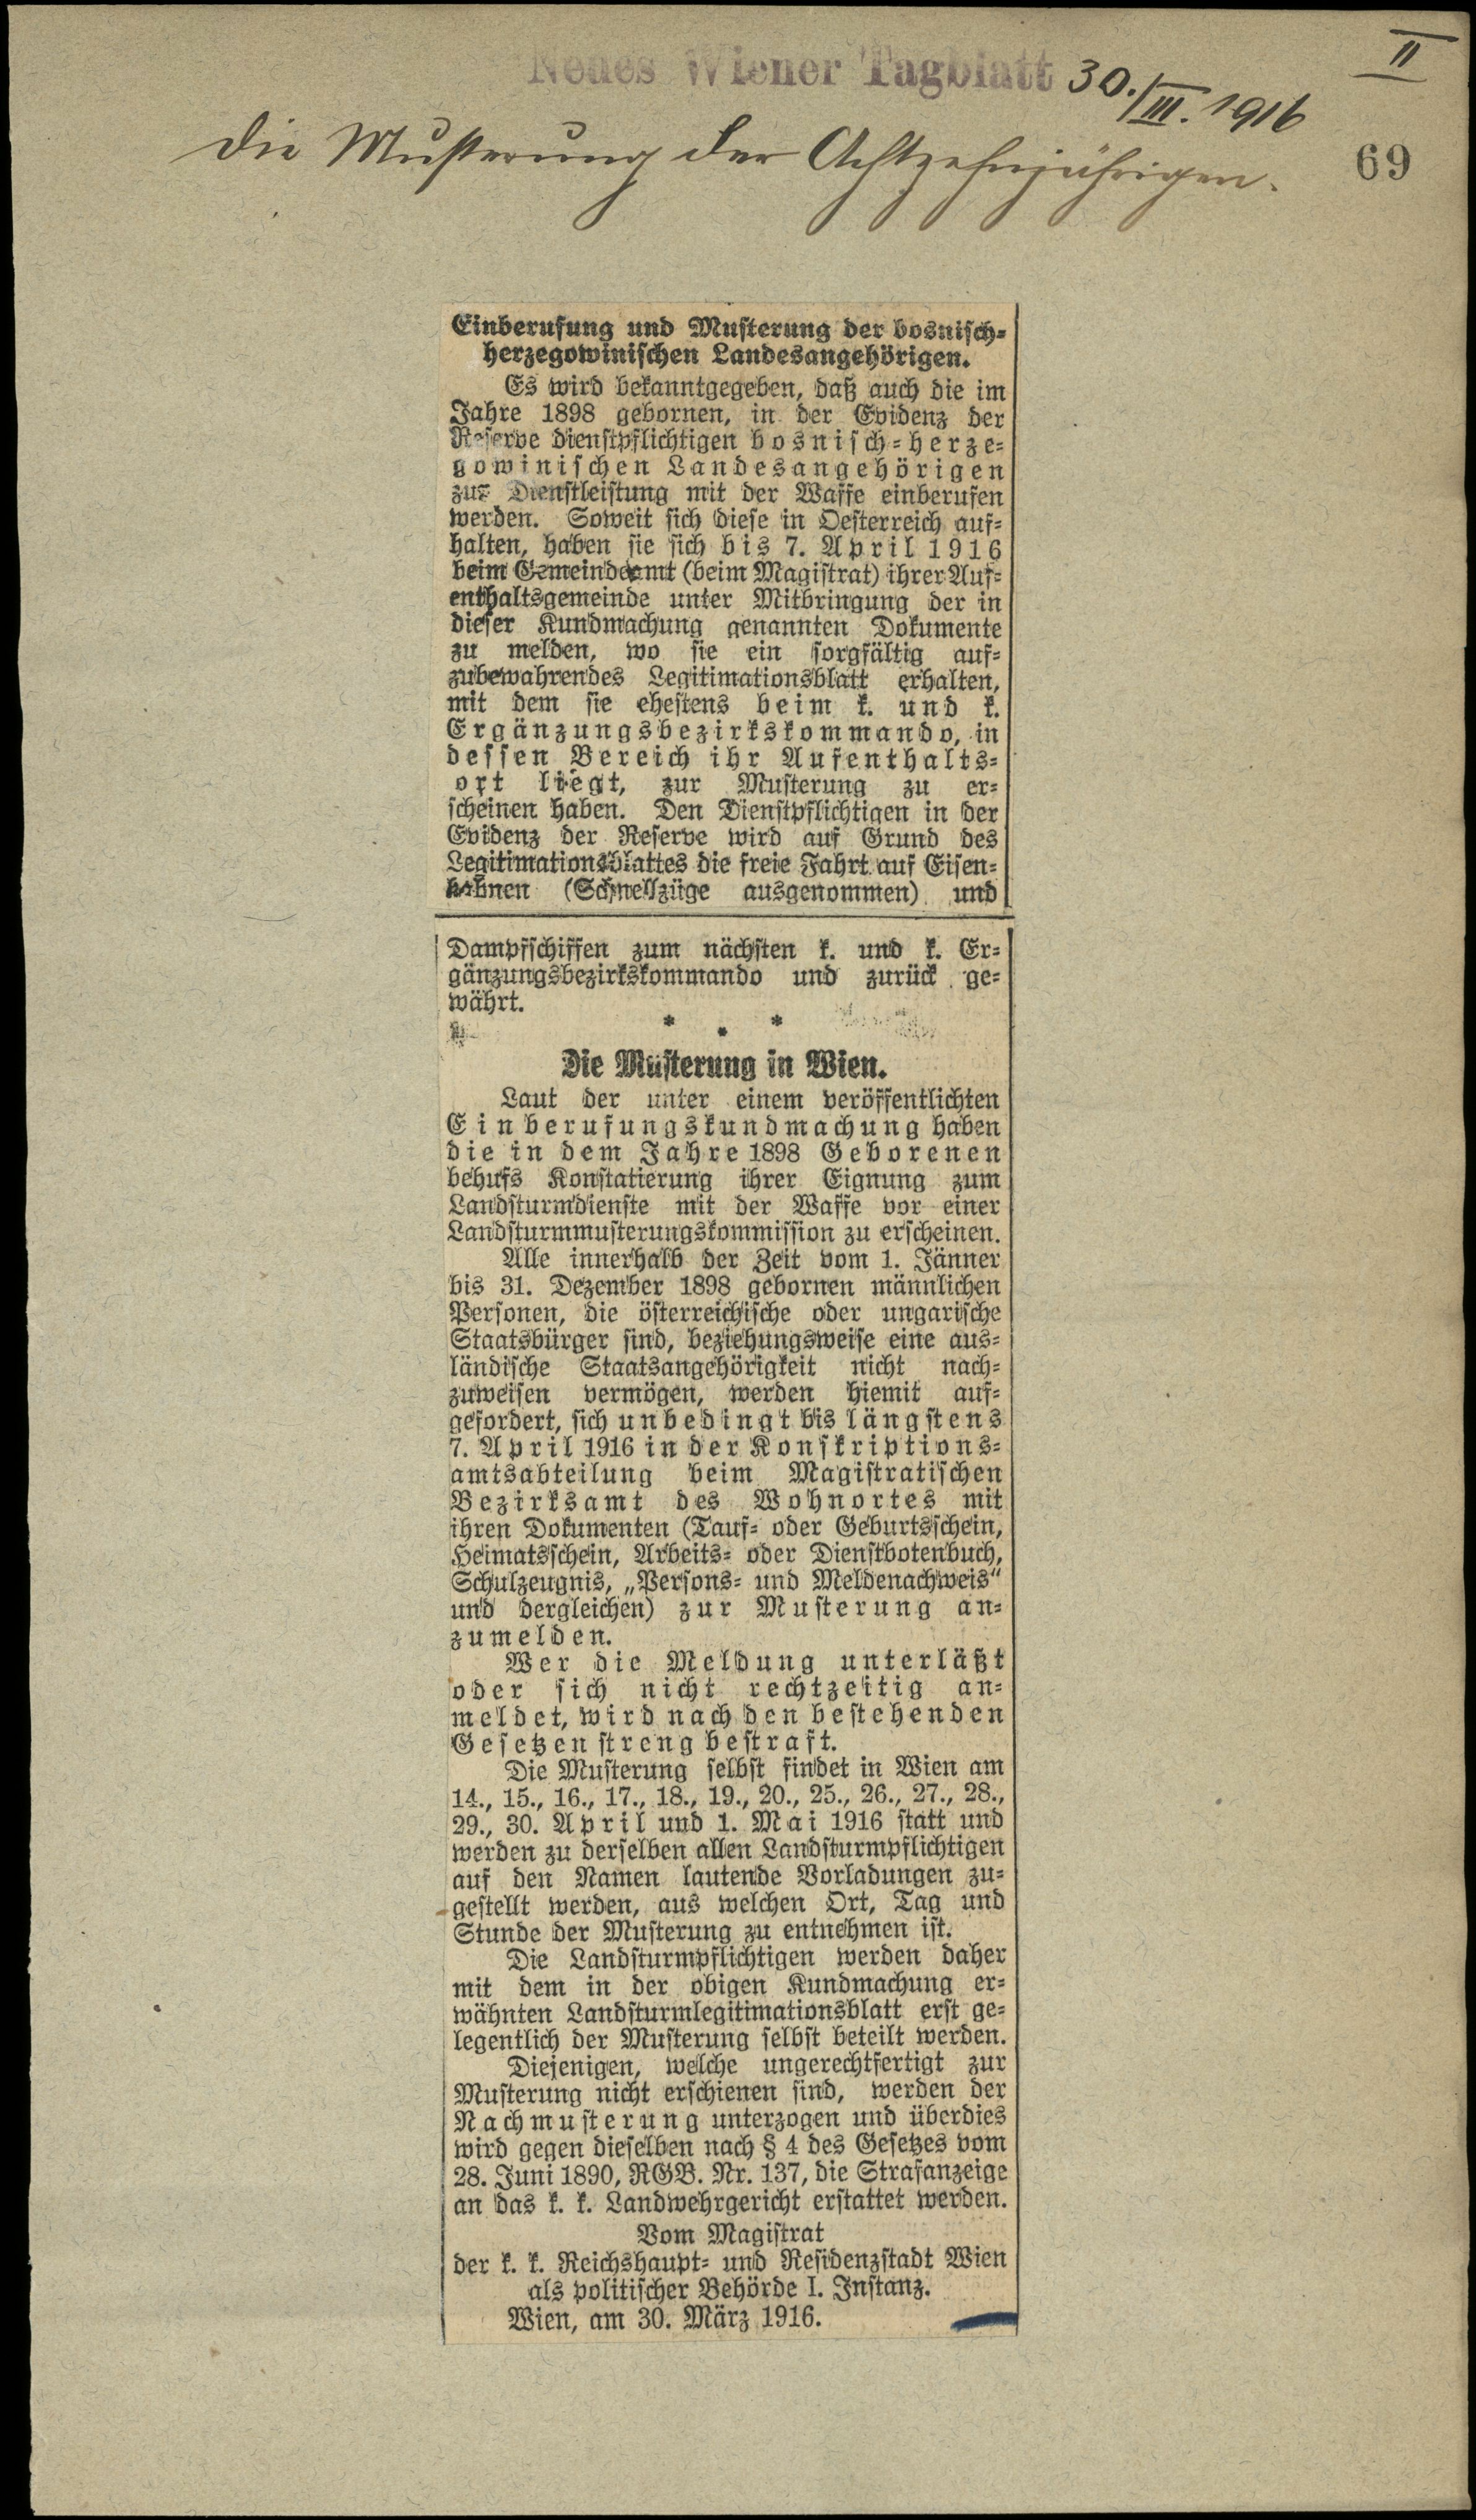 II
Neues Wiener Tagblatt 30./III. 1916
Die Musterung der Achtzehnjährigen.
69
Einberufung und Musterung der bosnisch-
herzegowinischen Landesangehörigen.
Es wird bekanntgegeben, daß auch die im
Jahre 1898 gebornen, in der Evidenz der
Reserve dienstpflichtigen bosnisch-herze-
gowinischen Landesangehörigen
zur Dienstleistung mit der Waffe einberufen
werden. Soweit sich diese in Oesterreich auf-
halten, haben sie sich bis 7. April 1916
beim Gemeindeamt (beim Magistrat) ihrer Auf-
enthaltsgemeinde unter Mitbringung der in
dieser Kundmachung genannten Dokumente
zu melden, wo sie ein sorgfältig auf-
zubewahrendes Legitimationsblatt erhalten,
mit dem sie ehestens beim k. und k.
Ergänzungsbezirkskommando, in
dessen Bereich ihr Aufenthalts-
ort liegt, zur Musterung zu er-
scheinen haben. Den Dienstpflichtigen in der
Evidenz der Reserve wird auf Grund des
Legitimationsblattes die freie Fahrt auf Eisen-
bahnen (Schnellzüge ausgenommen) und
Dampfschiffen zum nächsten k. und k. Er-
gänzungsbezirkskommando und zurück ge-
währt.
* * *
Die Musterung in Wien.
Laut der unter einem veröffentlichten
Einberufungskundmachung haben
die in dem Jahre 1898 Geborenen
behufs Konstatierung ihrer Eignung zum
Landsturmdienste mit der Waffe vor einer
Landsturmmusterungskommission zu erscheinen.
Alle innerhalb der Zeit vom 1. Jänner
bis 31. Dezember 1898 gebornen männlichen
Personen, die österreichische oder ungarische
Staatsbürger sind, beziehungsweise eine aus-
ländische Staatsangehörigkeit nicht nach-
zuweisen vermögen, werden hiemit auf-
gefordert, sich unbedingt bis längstens
7. April 1916 in der Konskriptions-
amtsabteilung beim Magistratischen
Bezirksamt des Wohnortes mit
ihren Dokumenten (Tauf- oder Geburtsschein,
Heimatsschein, Arbeits- oder Dienstbotenbuch,
Schulzeugnis, „Persons- und Meldenachweis“
und dergleichen) zur Musterung an-
zumelden.
Wer die Meldung unterläßt
oder sich nicht rechtzeitig an-
meldet, wird nach den bestehenden
Gesetzen streng bestraft.
Die Musterung selbst findet in Wien am
14., 15., 16., 17., 18., 19., 20., 25., 26., 27., 28.,
29., 30. April und 1. Mai 1916 statt und
werden zu derselben allen Landsturmpflichtigen
auf den Namen lautende Vorladungen zu-
gestellt werden, aus welchen Ort, Tag und
Stunde der Musterung zu entnehmen ist.
Die Landsturmpflichtigen werden daher
mit dem in der obigen Kundmachung er-
wähnten Landsturmlegitimationsblatt erst ge-
legentlich der Musterung selbst beteilt werden.
Diejenigen, welche ungerechtfertigt zur
Musterung nicht erschienen sind, werden der
Nachmusterung unterzogen und überdies
wird gegen dieselben nach § 4 des Gesetzes vom
28. Juni 1890, RGB. Nr. 137, die Strafanzeige
an das k. k. Landwehrgericht erstattet werden.
Vom Magistrat
der k. k. Reichshaupt- und Residenzstadt Wien
als politischer Behörde I. Instanz.
Wien, am 30. März 1916.